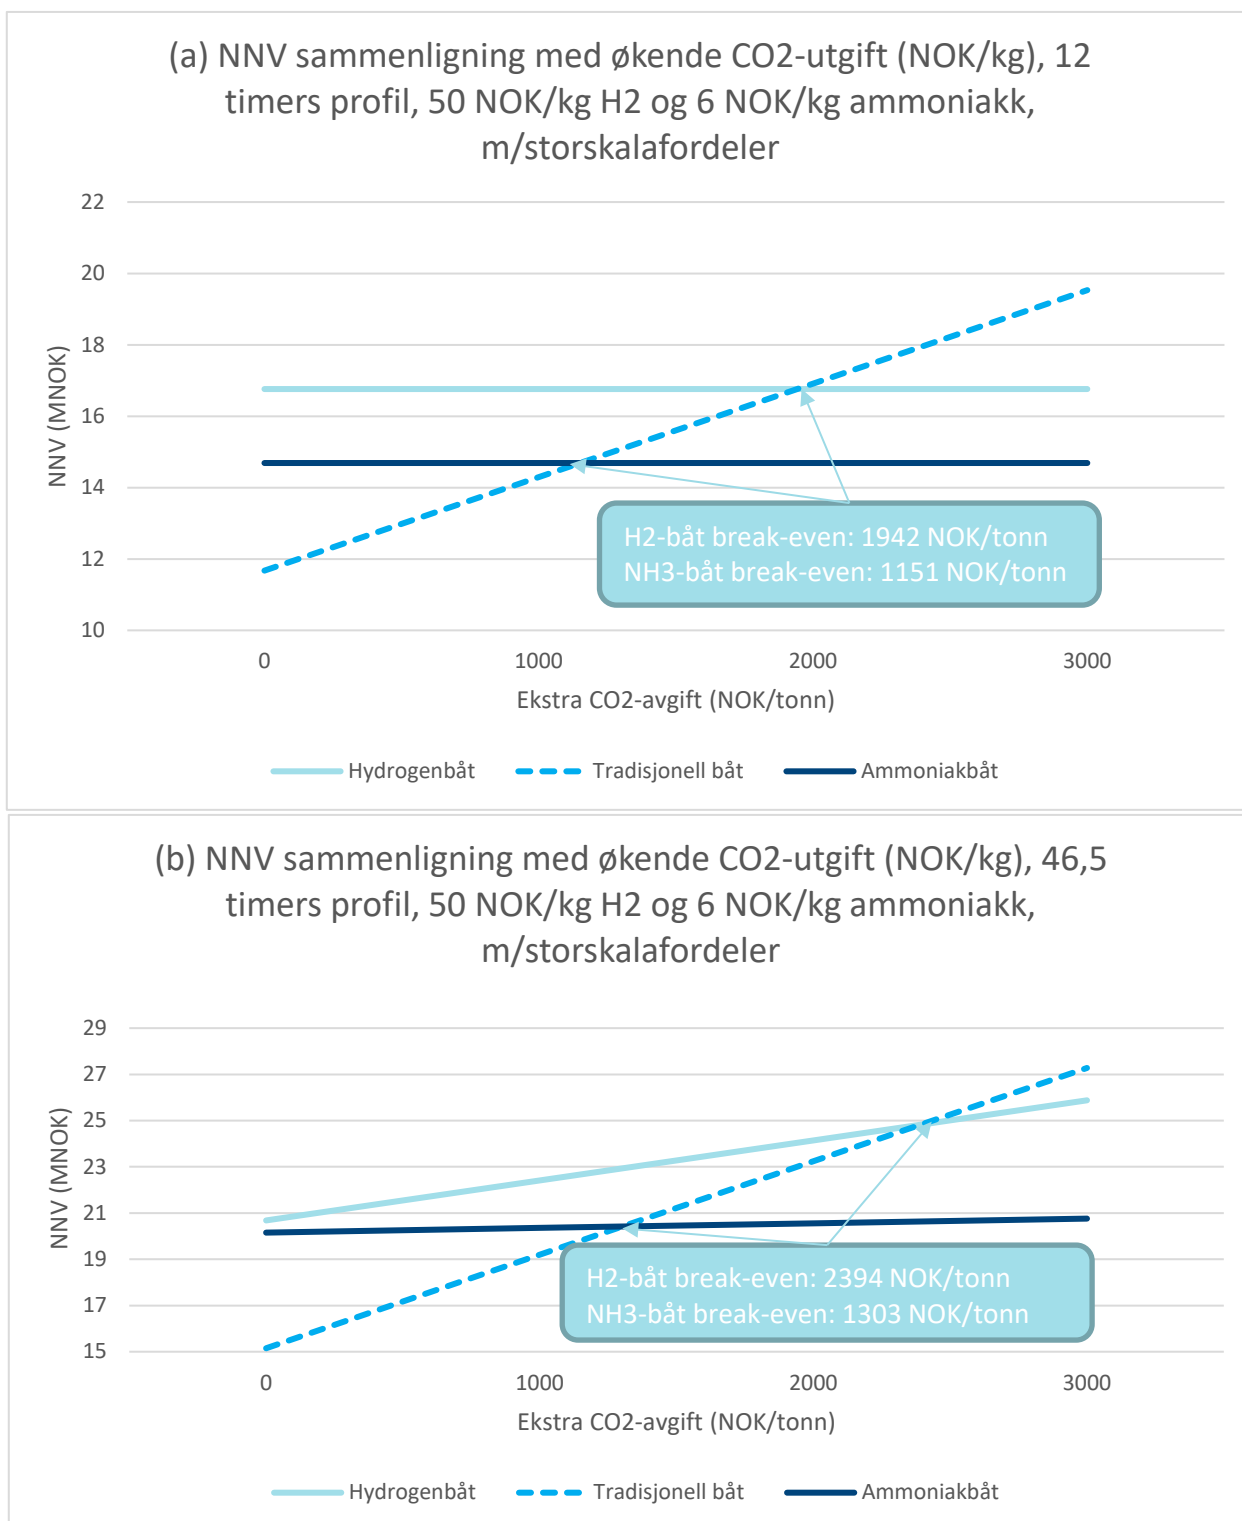 (a) NNV sammenligning med økende CO2-utgift (NOK/kg), 12
timers profil, 50 NOK/kg H2 og 6 NOK/kg ammoniakk,
m/storskalafordeler
22
20
18
16
14
12
10
NNV (MNOK)
H2-båt break-even: 1942 NOK/tonn
NH3-båt break-even: 1151 NOK/tonn
0 1000 2000 3000
Ekstra CO2-avgift (NOK/tonn)
Hydrogenbåt Tradisjonell båt Ammoniakbåt
(b) NNV sammenligning med økende CO2-utgift (NOK/kg), 46,5
timers profil, 50 NOK/kg H2 og 6 NOK/kg ammoniakk,
m/storskalafordeler
29
27
25
23
21
19
17
15
NNV (MNOK)
H2-båt break-even: 2394 NOK/tonn
NH3-båt break-even: 1303 NOK/tonn
0 1000 2000 3000
Ekstra CO2-avgift (NOK/tonn)
Hydrogenbåt Tradisjonell båt Ammoniakbåt